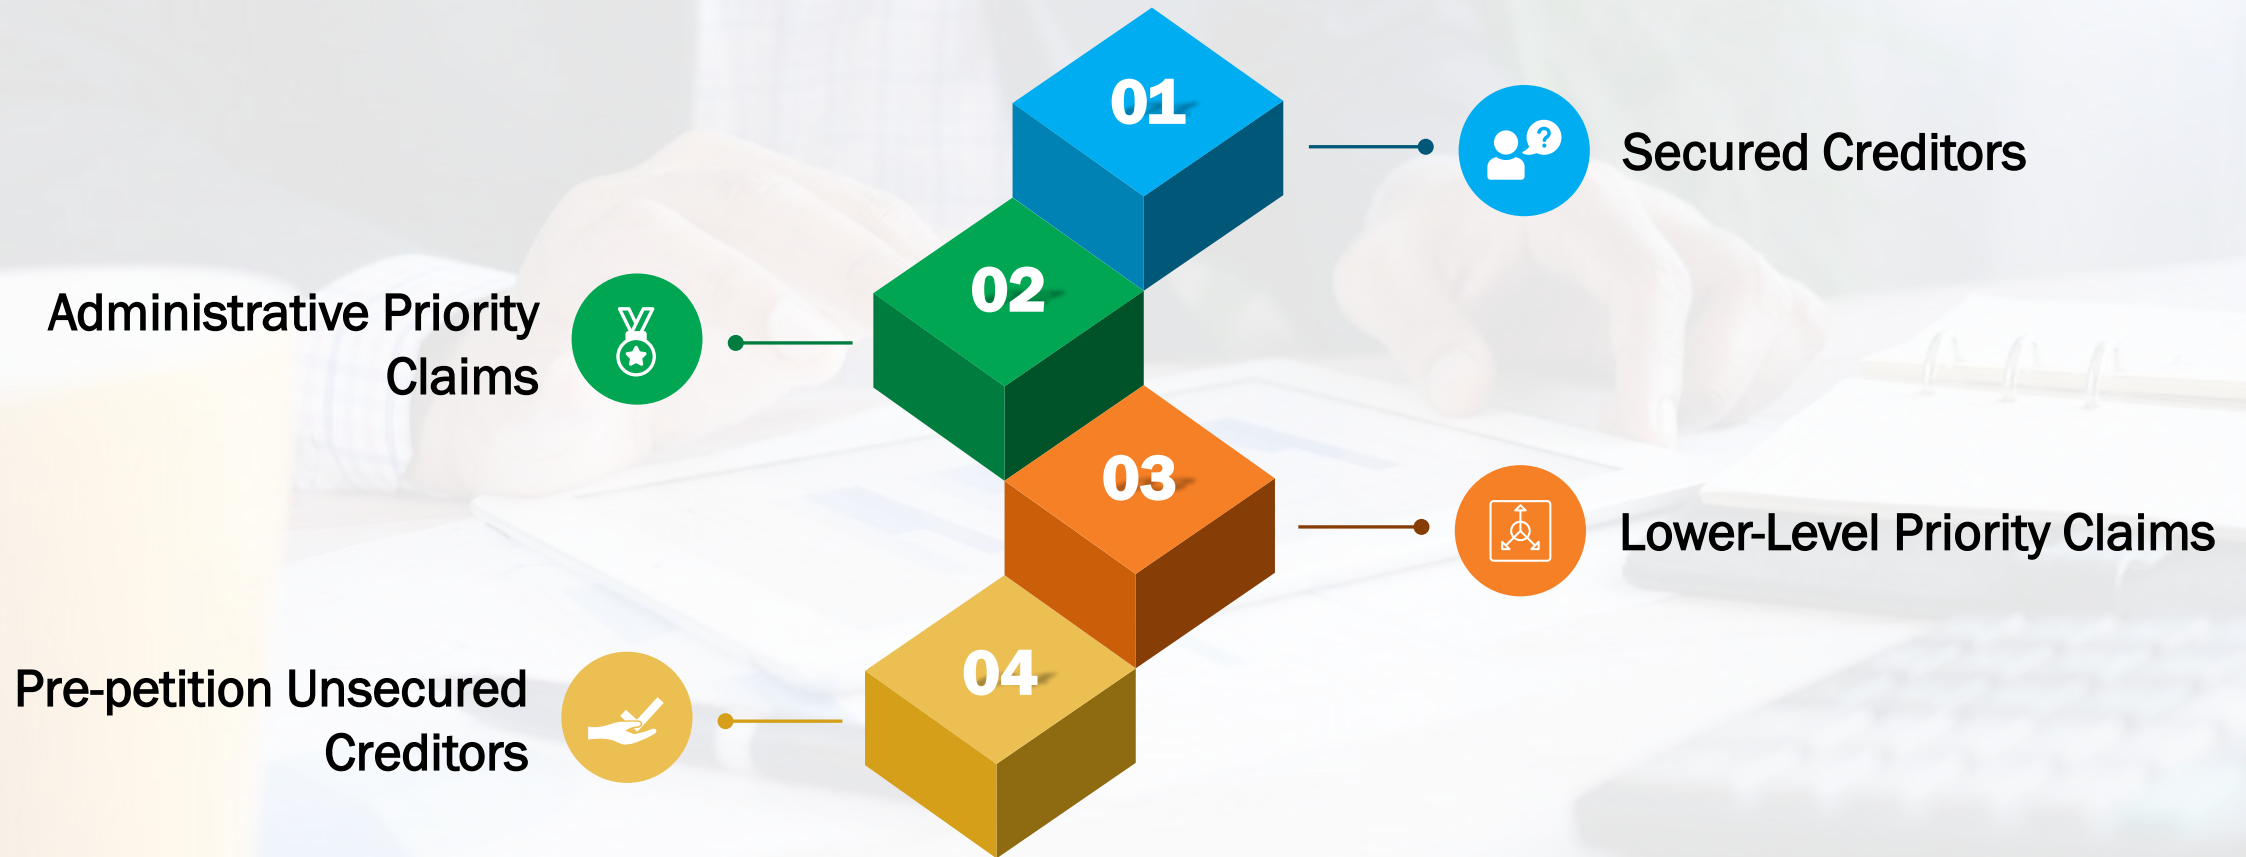 01
Secured Creditors
02
Administrative Priority
Claims
03
Lower-Level Priority Claims
04
Pre-petition Unsecured
Creditors